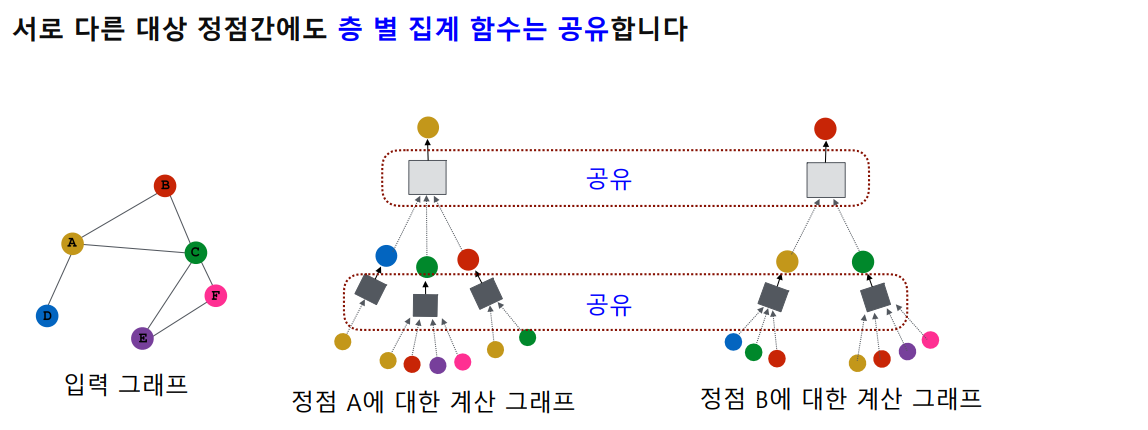 서로 다른 대상 정점간에도 층 별 집계 함수는 공유합니다
공유
B
A
C
F
D
E
공유
입력 그래프
정점 A에 대한 계산 그래프
정점 B에 대한 계산 그래프